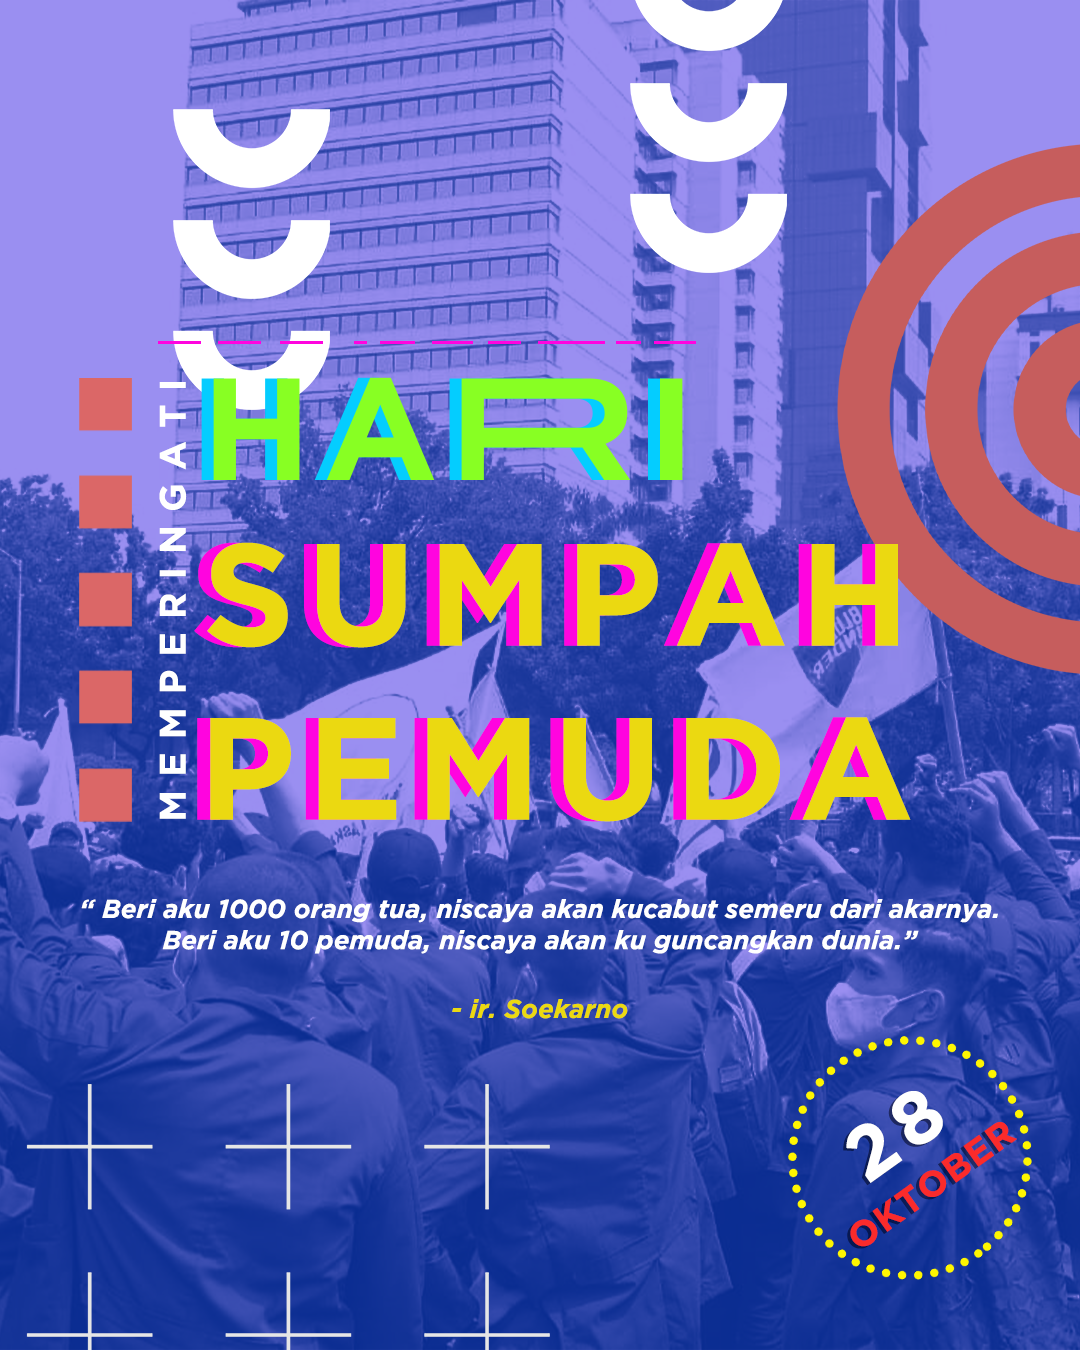 MEMPERINGATI
HARI
SUMPAH
PEMUDA
“ Beri aku 1000 orang tua, niscaya akan kucabut semeru dari akarnya.
Beri aku 10 pemuda, niscaya akan ku guncangkan dunia.”
- ir. Soekarno
28
OKTOBER